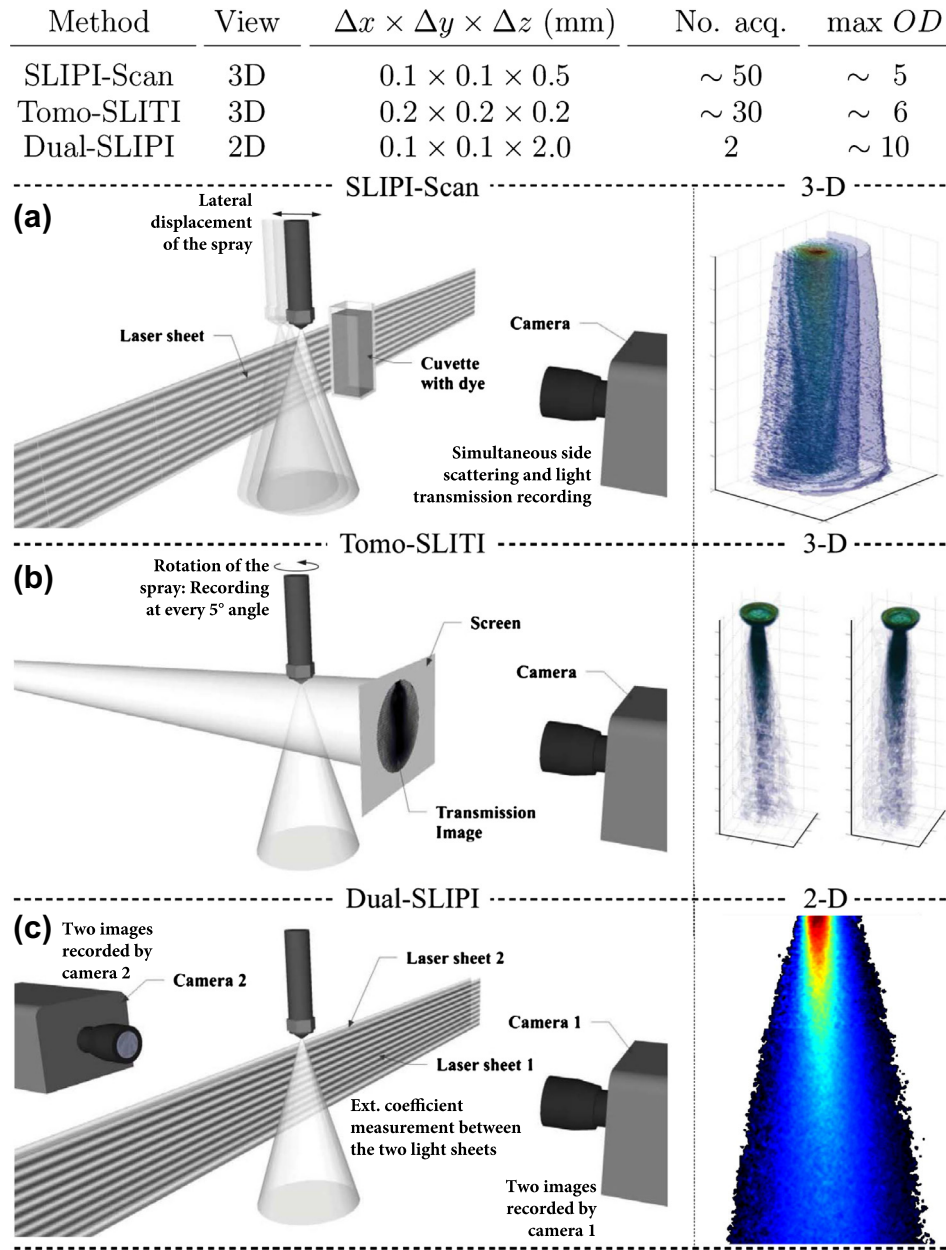 Method View Δx × Δy × Δz (mm) No. acq. max OD
SLIPI-Scan 3D 0.1 × 0.1 × 0.5 ∼ 50 ∼ 5
Tomo-SLITI 3D 0.2 × 0.2 × 0.2 ∼ 30 ∼ 6
Dual-SLIPI 2D 0.1 × 0.1 × 2.0 2 ∼ 10
SLIPI-Scan
3-D
(a)
Lateral
displacement
of the spray
Laser sheet
Cuvette
with dye
Camera
Simultaneous side
scattering and light
transmission recording
Tomo-SLITI
3-D
(b)
Rotation of the
spray: Recording
at every 5° angle
Screen
Camera
Transmission
Image
Dual-SLIPI
2-D
(c)
Two images
recorded by
camera 2
Camera 2
Laser sheet 2
Laser sheet 1
Camera 1
Ext. coefficient
measurement between
the two light sheets
Two images
recorded by
camera 1